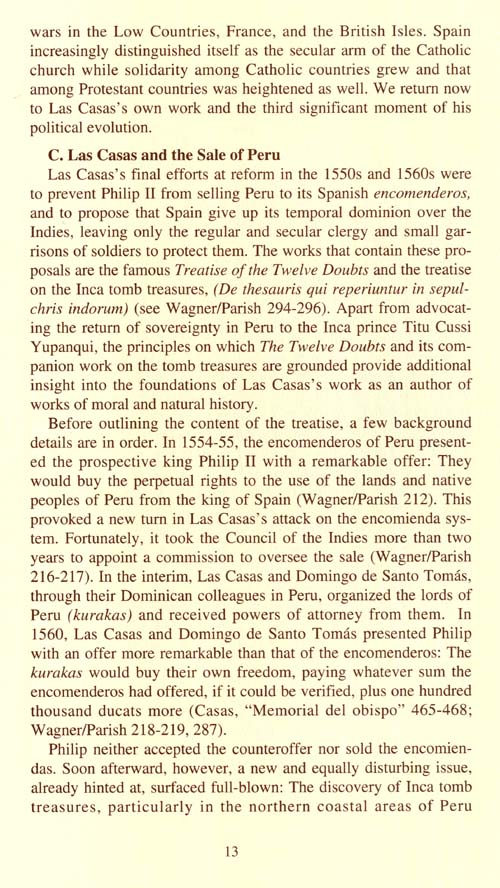 wars in the Low Countries, France, and the British Isles. Spain
increasingly distinguished itself as the secular arm of the Catholic
church while solidarity among Catholic countries grew and that
among Protestant countries was heightened as well. We return now
to Las Casas's own work and the third significant moment of his
political evolution.
C. Las Casas and the Sale of Peru
Las Casas's final efforts at reform in the 1550s and 1560s were
to prevent Philip II from selling Peru to its Spanish encomenderos,
and to propose that Spain give up its temporal dominion over the
Indies, leaving only the regular and secular clergy and small gar-
risons of soldiers to protect them. The works that contain these pro-
posals are the famous Treatise of the Twelve Doubts and the treatise
on the Inca tomb treasures, (De thesauris qui reperiuntur in sepul-
chris indorum) (see Wagner/Parish 294-296). Apart from advocat-
ing the return of sovereignty in Peru to the Inca prince Titu Cussi
Yupanqui, the principles on which The Twelve Doubts and its com-
panion work on the tomb treasures are grounded provide additional
insight into the foundations of Las Casas's work as an author of
works of moral and natural history.
Before outlining the content of the treatise, a few background
details are in order. In 1554-55, the encomenderos of Peru present-
ed the prospective king Philip II with a remarkable offer: They
would buy the perpetual rights to the use of the lands and native
peoples of Peru from the king of Spain (Wagner/Parish 212). This
provoked a new turn in Las Casas's attack on the encomienda sys-
tem. Fortunately, it took the Council of the Indies more than two
years to appoint a commission to oversee the sale (Wagner/Parish
216-217). In the interim, Las Casas and Domingo de Santo Tomás,
through their Dominican colleagues in Peru, organized the lords of
Peru (kurakas) and received powers of attorney from them. In
1560, Las Casas and Domingo de Santo Tomás presented Philip
with an offer more remarkable than that of the encomenderos: The
kurakas would buy their own freedom, paying whatever sum the
encomenderos had offered, if it could be verified, plus one hundred
thousand ducats more (Casas, "Memorial del obispo" 465-468;
Wagner/Parish 218-219, 287).
Philip neither accepted the counteroffer nor sold the encomien-
das. Soon afterward, however, a new and equally disturbing issue,
already hinted at, surfaced full-blown: The discovery of Inca tomb
treasures, particularly in the northern coastal areas of Peru
13